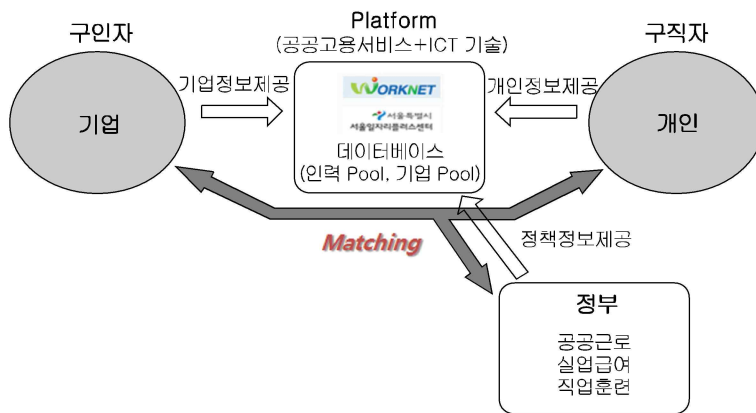 Platform
(공공고용서비스+ICT 기술)
구인자
구직자
기업정보제공
개인정보제공
기업
WORKNET
서울특별시
서울일자리플러스센터
데이터베이스
(인력 Pool, 기업 Pool)
개인
Matching
정책정보제공
정부
공공근로
실업급여
직업훈련